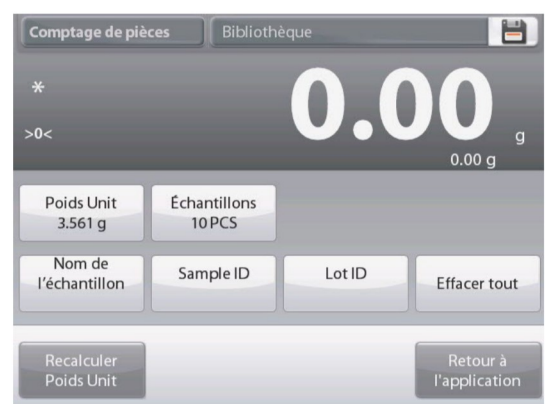 Comptage de pièces Bibliothèque
*
0.00 g
>0<
0.00 g
Poids Unit
3.561 g
Échantillons
10 PCS
Nom de
l'échantillon
Sample ID
Lot ID
Effacer tout
Recalculer
Poids Unit
Retour à
l'application